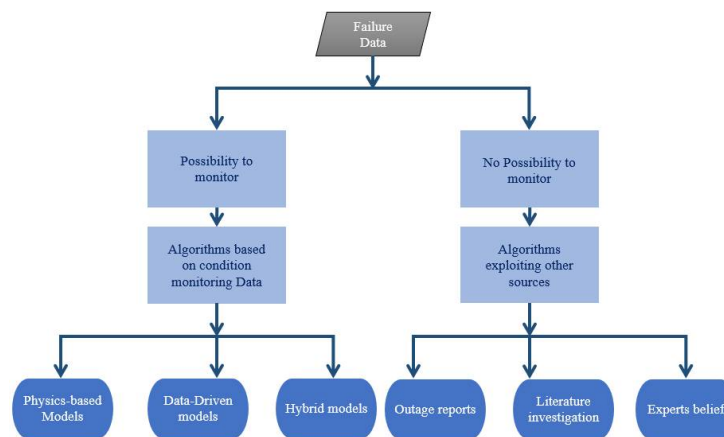 Failure
Data
Possibility to
monitor
No Possibility to
monitor
Algorithms based
on condition
monitoring Data
Algorithms
exploiting other
sources
Physics-based
Models
Data-Driven
models
Hybrid models
Outage reports
Literature
investigation
Experts belief